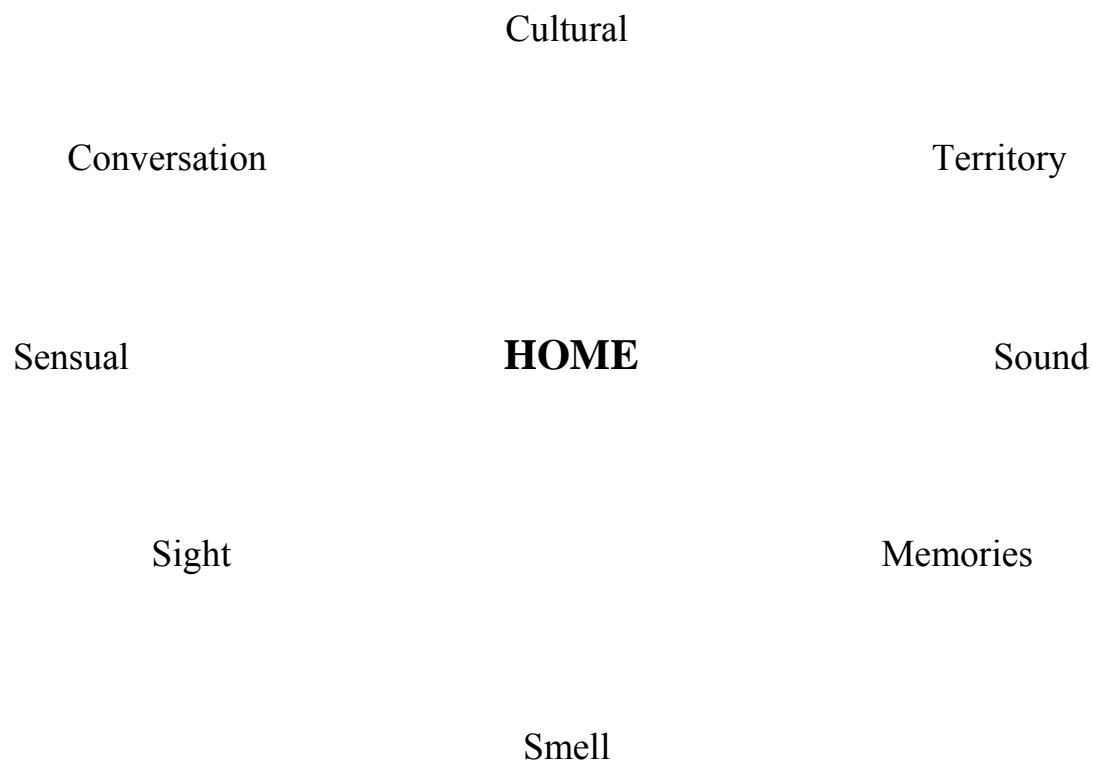 Cultural
Conversation Territory
Sensual HOME Sound
Sight Memories
Smell